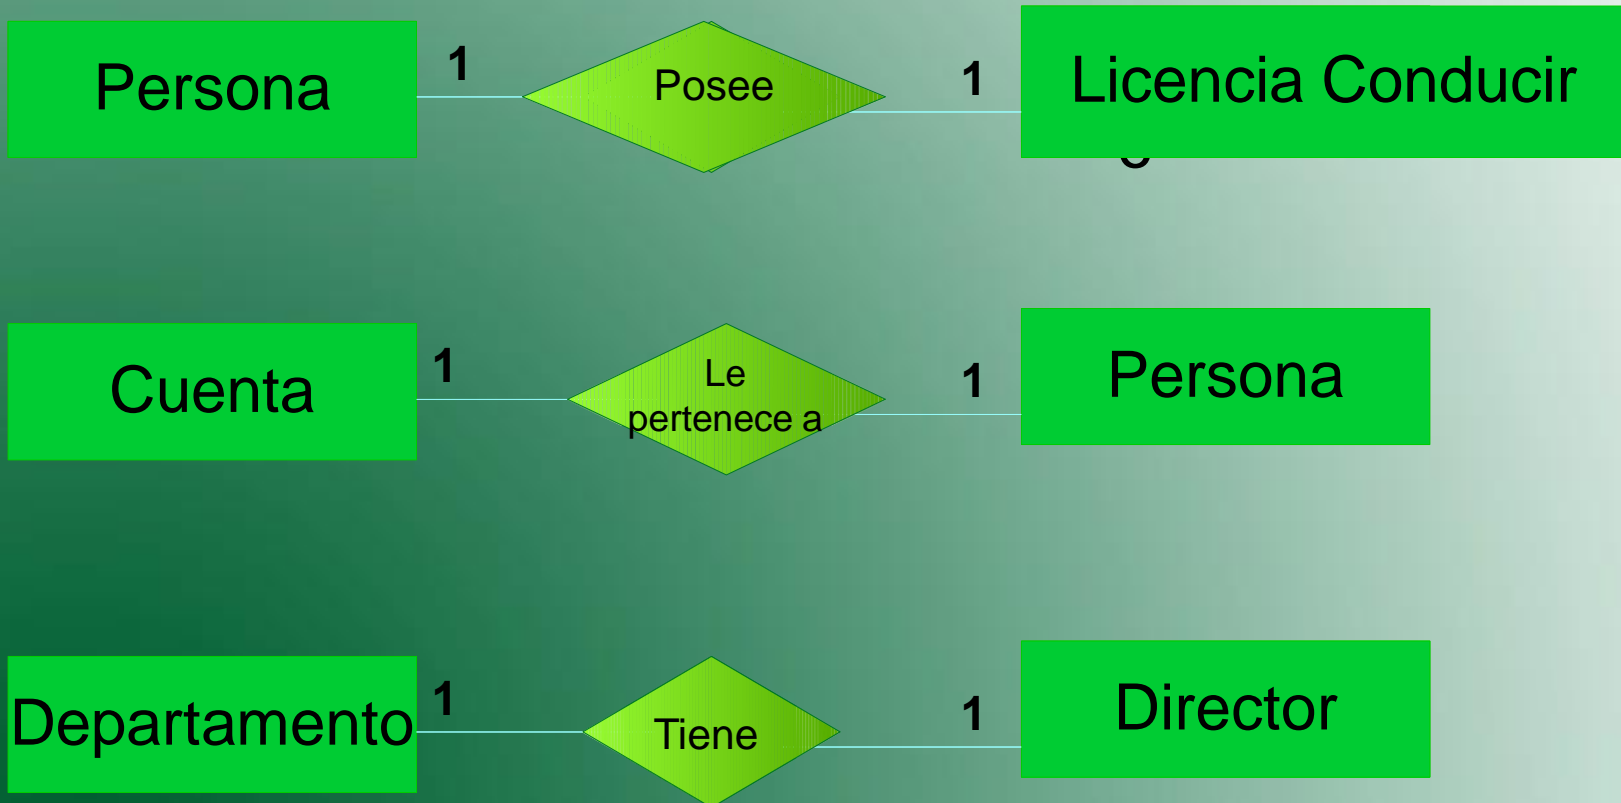 Persona 1 Posee 1 Licencia Conducir
Cuenta 1 Le
pertenece a 1 Persona
Departamento 1 Tiene 1 Director